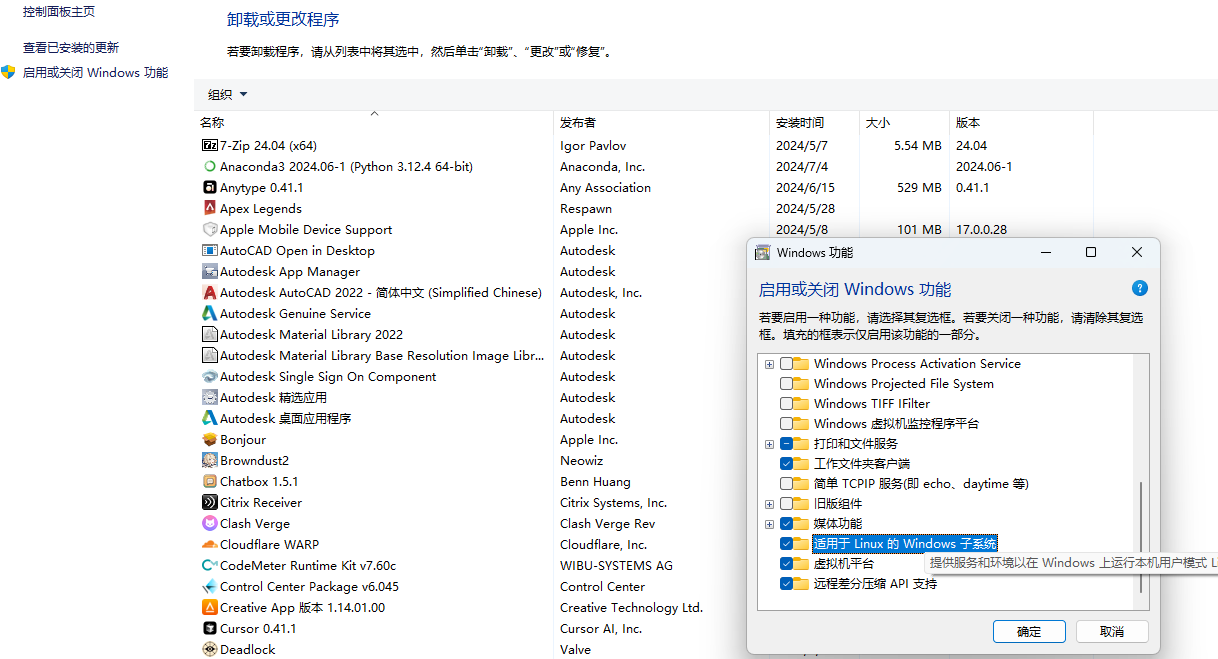 控制面板主页
查看已安装的更新
启用或关闭 Windows 功能
卸载或更改程序
若要卸载程序，请从列表中将其选中，然后单击“卸载”、“更改”或“修复”。
组织
名称 发布者 安装时间 大小 版本
7-Zip 24.04 (x64) Igor Pavlov 2024/5/7 5.54 MB 24.04
Anaconda3 2024.06-1 (Python 3.12.4 64-bit) Anaconda, Inc. 2024/7/4 2024.06-1
Anytype 0.41.1 Any Association 2024/6/15 529 MB 0.41.1
Apex Legends Respawn 2024/5/28
Apple Mobile Device Support Apple Inc. 2024/5/8 101 MB 17.0.0.28
AutoCAD Open in Desktop Autodesk
Autodesk App Manager Autodesk
Autodesk AutoCAD 2022 - 简体中文 (Simplified Chinese) Autodesk, Inc.
Autodesk Genuine Service Autodesk
Autodesk Material Library 2022 Autodesk
Autodesk Material Library Base Resolution Image Libr... Autodesk
Autodesk Single Sign On Component Autodesk
Autodesk 精选应用 Autodesk
Autodesk 桌面应用程序 Autodesk
Bonjour Apple Inc.
Browndust2 Neowiz
Chatbox 1.5.1 Benn Huang
Citrix Receiver Citrix Systems, Inc.
Clash Verge Clash Verge Rev
Cloudflare WARP Cloudflare, Inc.
CodeMeter Runtime Kit v7.60c WIBU-SYSTEMS AG
Control Center Package v6.045 Control Center
Creative App 版本 1.14.01.00 Creative Technology Ltd.
Cursor 0.41.1 Cursor AI, Inc.
Deadlock Valve
Windows 功能
启用或关闭 Windows 功能
若要启用一种功能，请选择其复选框。若要关闭一种功能，请清除其复选
框。填充的框表示仅启用该功能的一部分。
Windows Process Activation Service
Windows Projected File System
Windows TIFF IFilter
Windows 虚拟机监控程序平台
打印和文件服务
工作文件夹客户端
简单 TCPIP 服务(即 echo、daytime 等)
旧版组件
媒体功能
适用于 Linux 的 Windows 子系统
提供服务和环境以在 Windows 上运行本机用户模式 L
虚拟机平台
远程差分压缩 API 支持
确定 取消